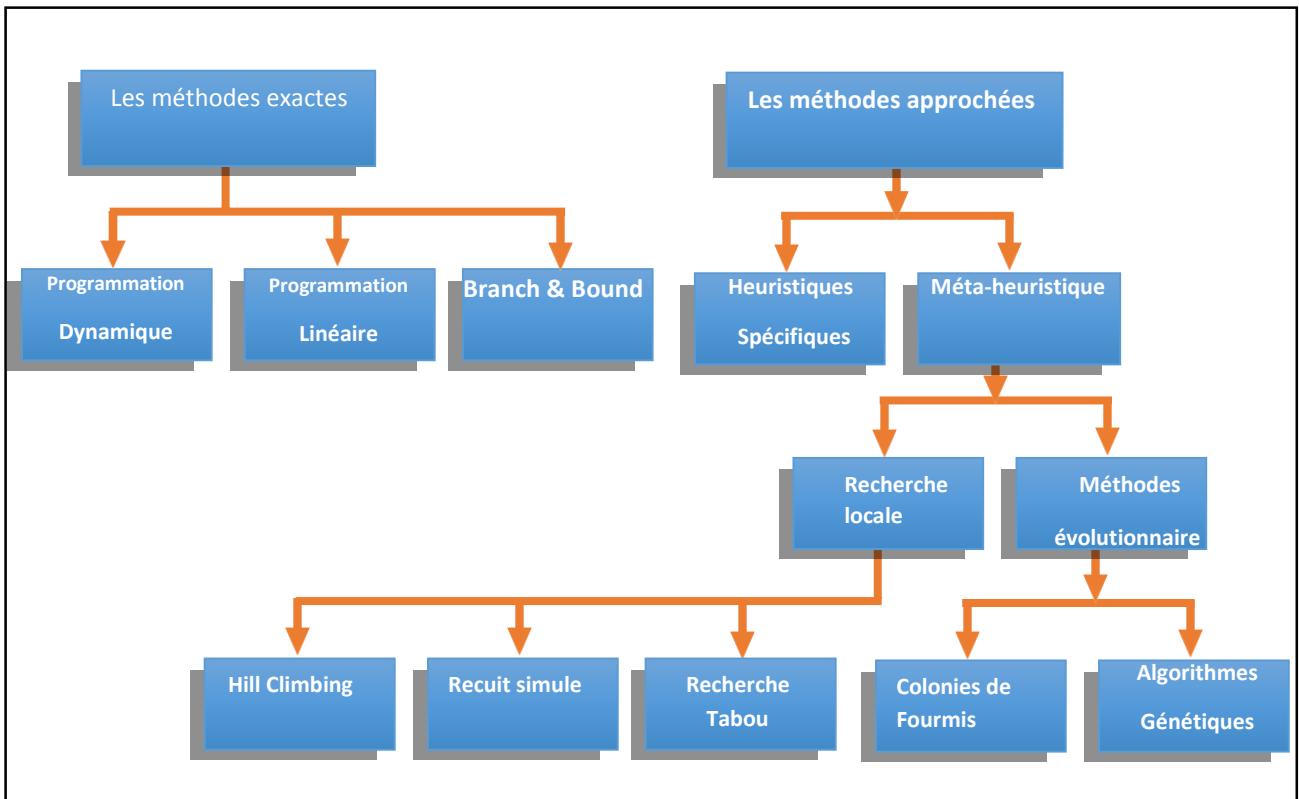 Les méthodes exactes
Les méthodes approchées
Programmation
Dynamique
Programmation
Linéaire
Branch & Bound
Heuristiques
Spécifiques
Méta-heuristique
Recherche
locale
Méthodes
évolutionnaire
Hill Climbing
Recuit simule
Recherche
Tabou
Colonies de
Fourmis
Algorithmes
Génétiques